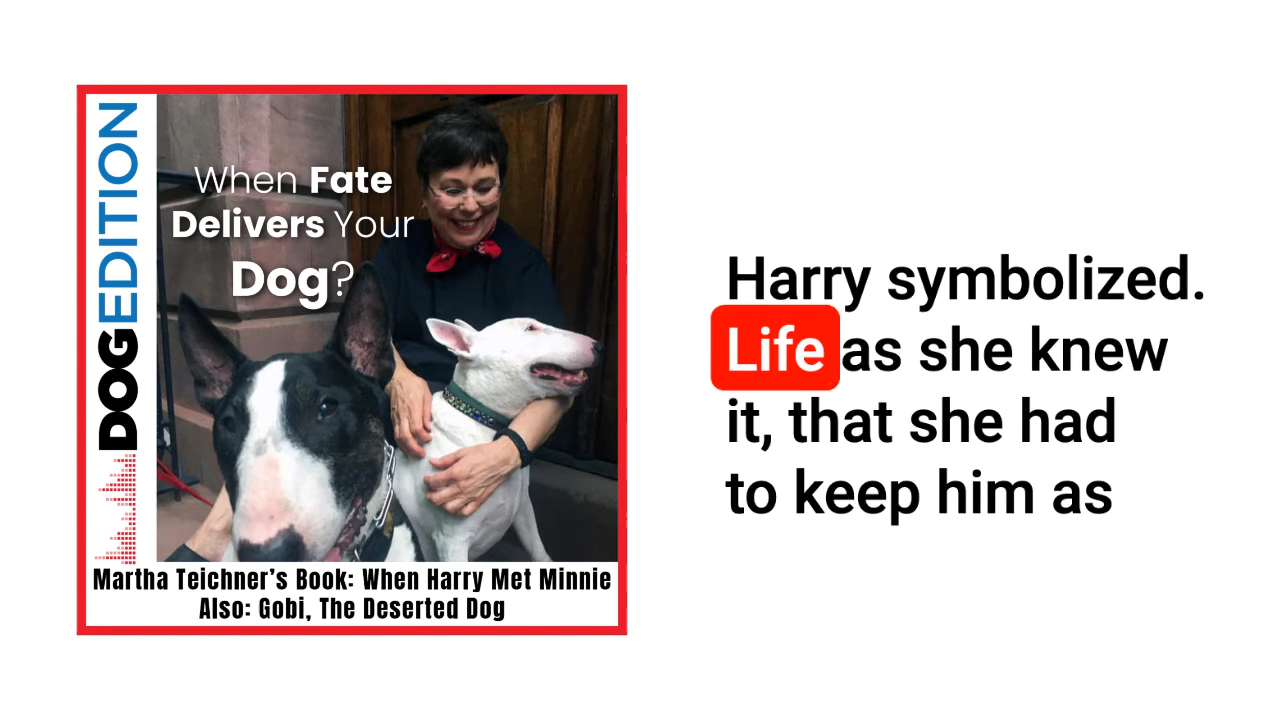 DOGEDITION
When Fate
Delivers Your
Dog?
Martha Teichner's Book: When Harry Met Minnie
Also: Gobi, The Deserted Dog
Harry symbolized.
Life as she knew
it, that she had
to keep him as